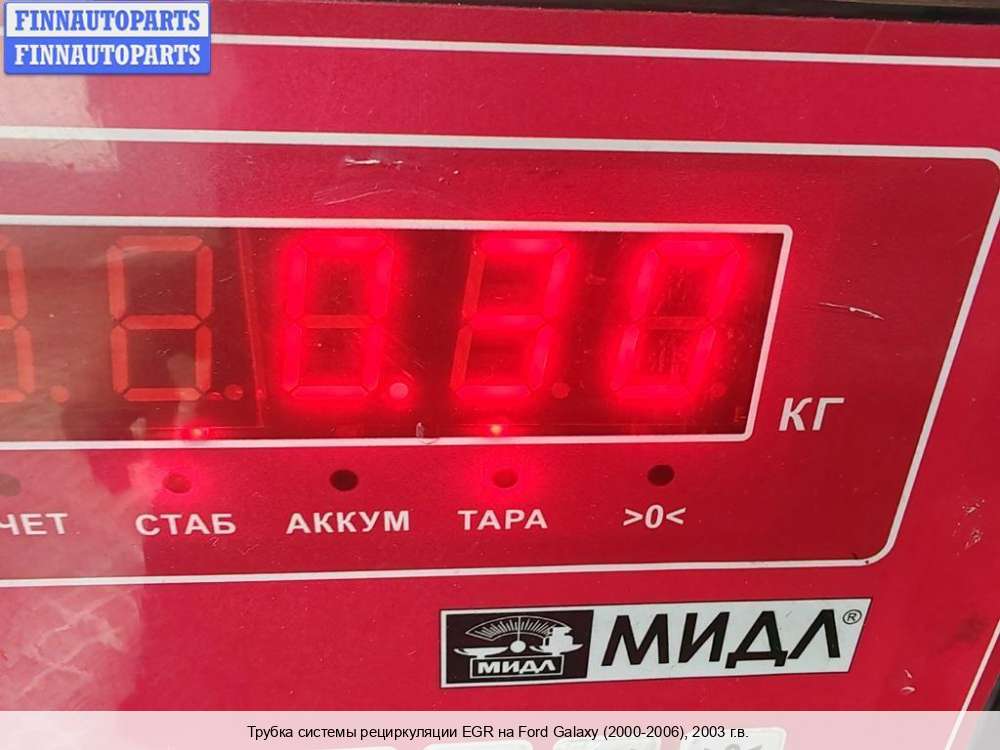 FINNAUTOPARTS
FINNAUTOPARTS
0.30
КГ
ЧЕТ СТАБ АККУМ ТАРА >0<
МИДЛ МИДЛ®
Трубка системы рециркуляции EGR на Ford Galaxy (2000-2006), 2003 г.в.